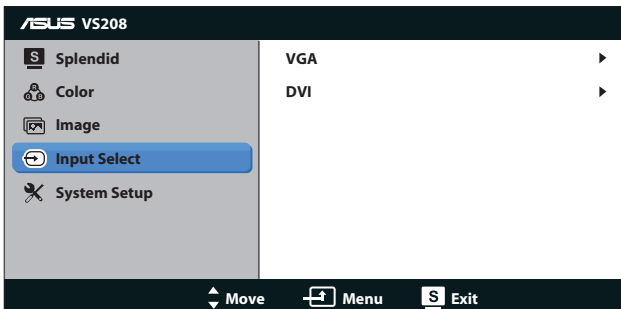 ASUS VS208
S Splendid
Color
Image
Input Select
System Setup
VGA
DVI
Move Menu S Exit